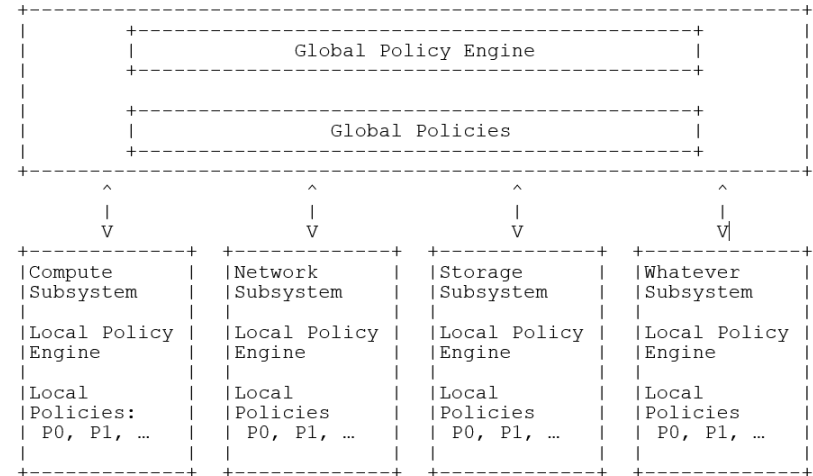 Global Policy Engine
Global Policies
Compute Subsystem
Local Policy Engine
Local Policies:
P0, P1, …
Network Subsystem
Local Policy Engine
Local Policies
P0, P1, …
Storage Subsystem
Local Policy Engine
Local Policies
P0, P1, …
Whatever Subsystem
Local Policy Engine
Local Policies
P0, P1, …